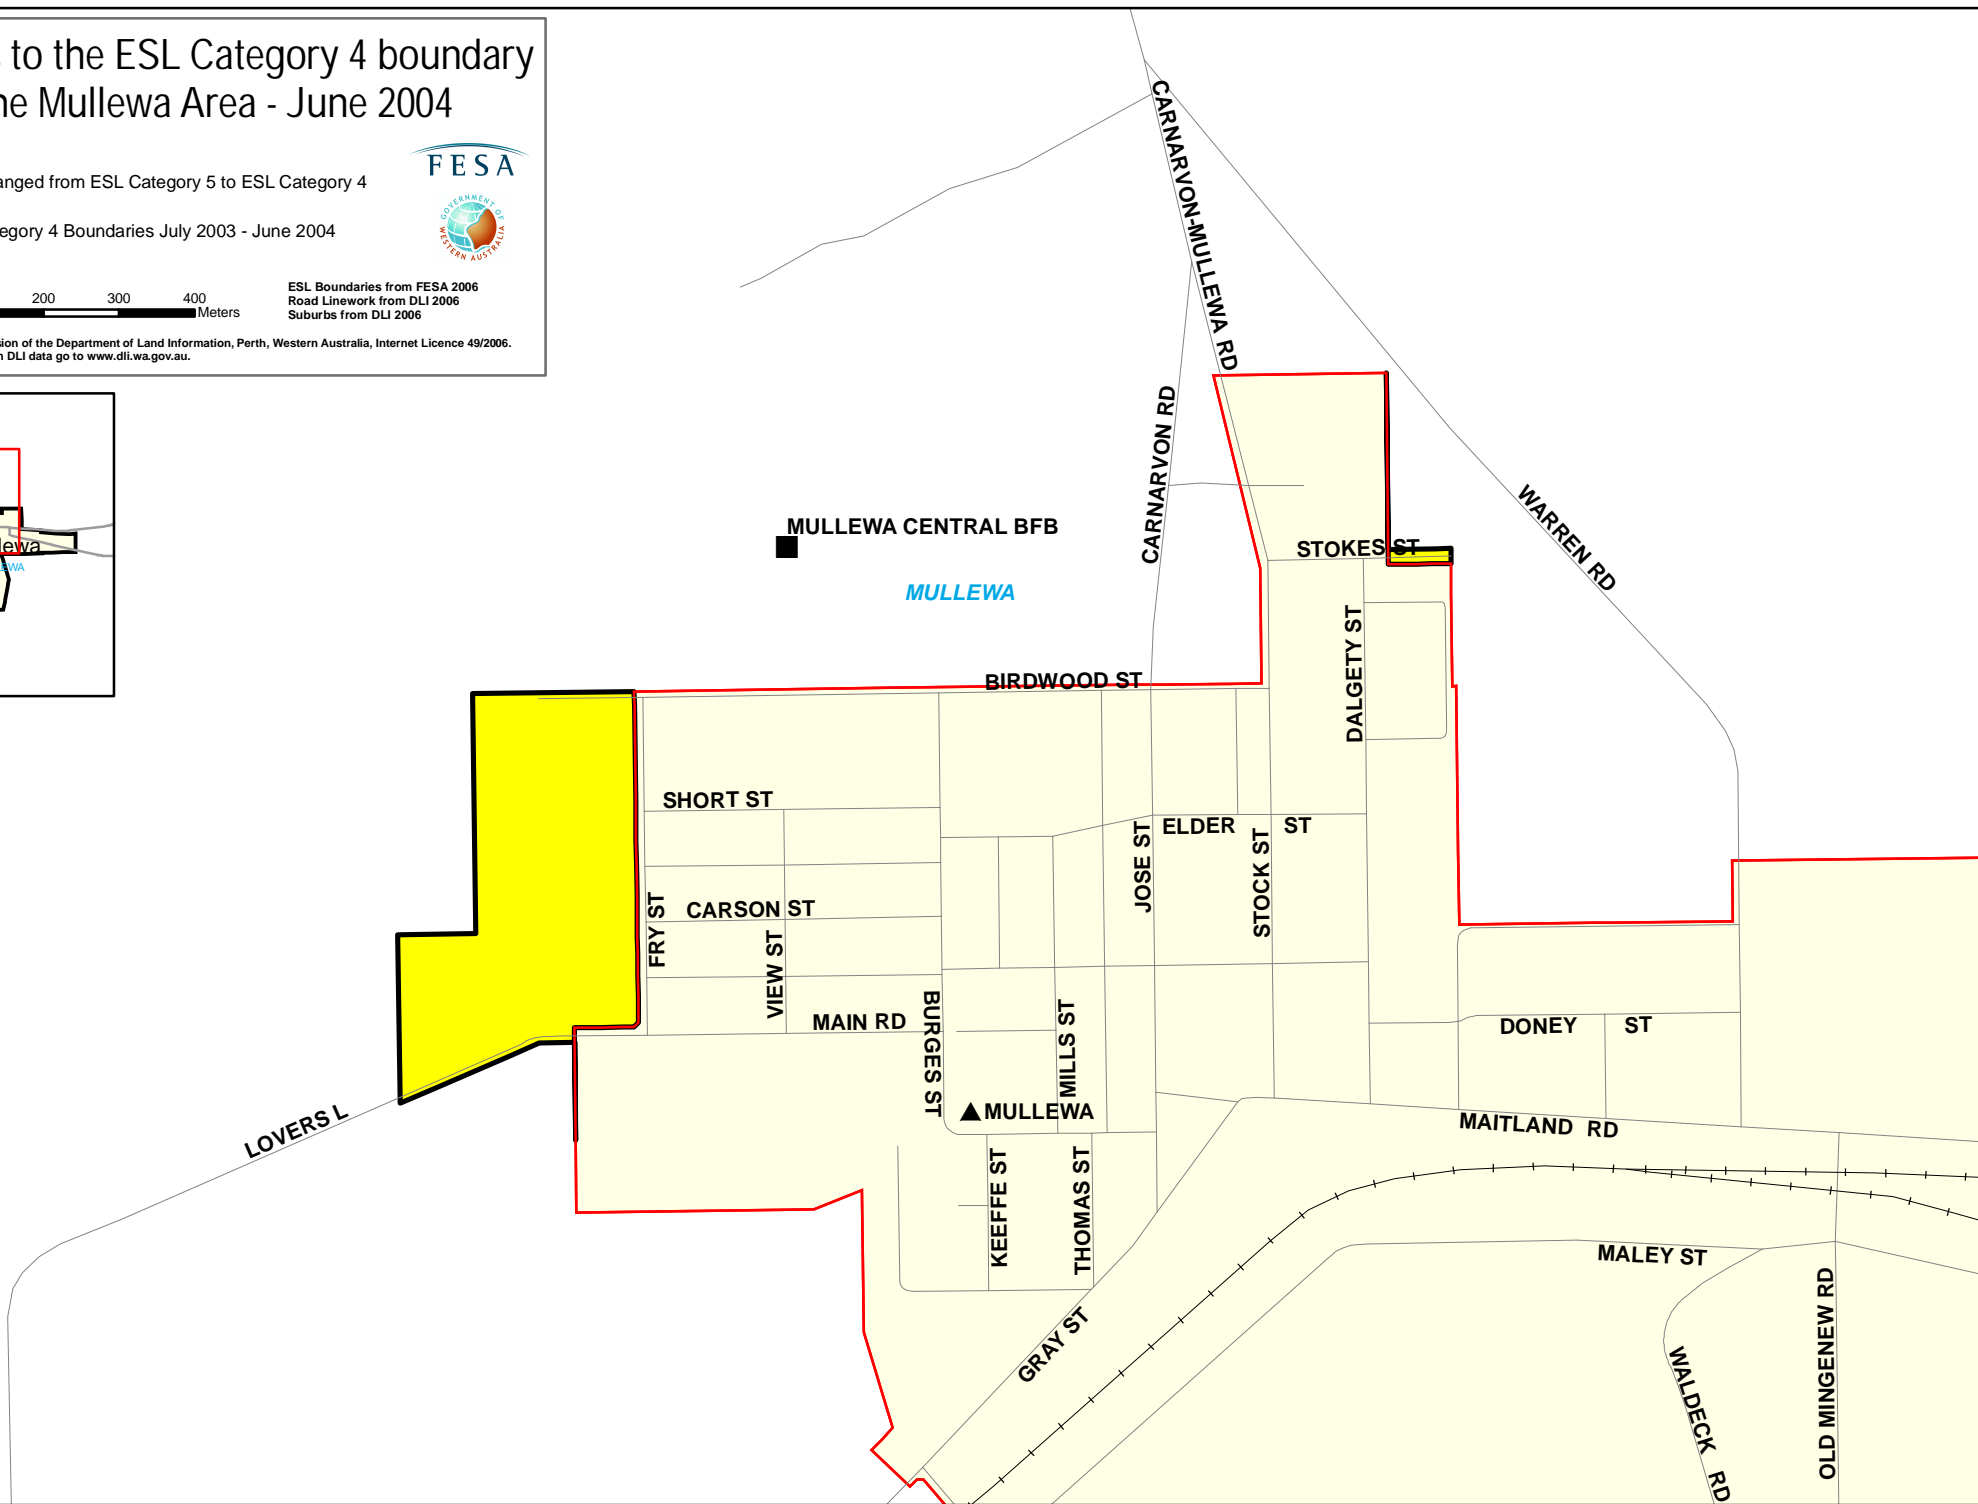 to the ESL Category 4 boundary
Mullewa Area - June 2004
FESA
from ESL Category 5 to ESL Category 4
GOVERNMENT OF
WESTERN AUSTRALIA
4 Boundaries July 2003 - June 2004
200 300 400
Meters
ESL Boundaries from FESA 2006
Road Linework from DLI 2006
Suburbs from DLI 2006
of the Department of Land Information, Perth, Western Australia, Internet Licence 49/2006.
DLI data go to www.dli.wa.gov.au.
CARNARVON-MULLEWA RD
CARNARVON RD
WARREN RD
MULLEWA CENTRAL BFB
MULLEWA
STOKES ST
DALGETY ST
BIRDWOOD ST
SHORT ST
ELDER ST
JOSE ST
STOCK ST
FRY ST
CARSON ST
VIEW ST
MAIN RD
BURGES ST
MILLS ST
DONEY ST
MULLEWA
LOVERS L
MAITLAND RD
KEEFFE ST
THOMAS ST
GRAY ST
MALEY ST
OLD MINGENEW RD
WALDECK RD